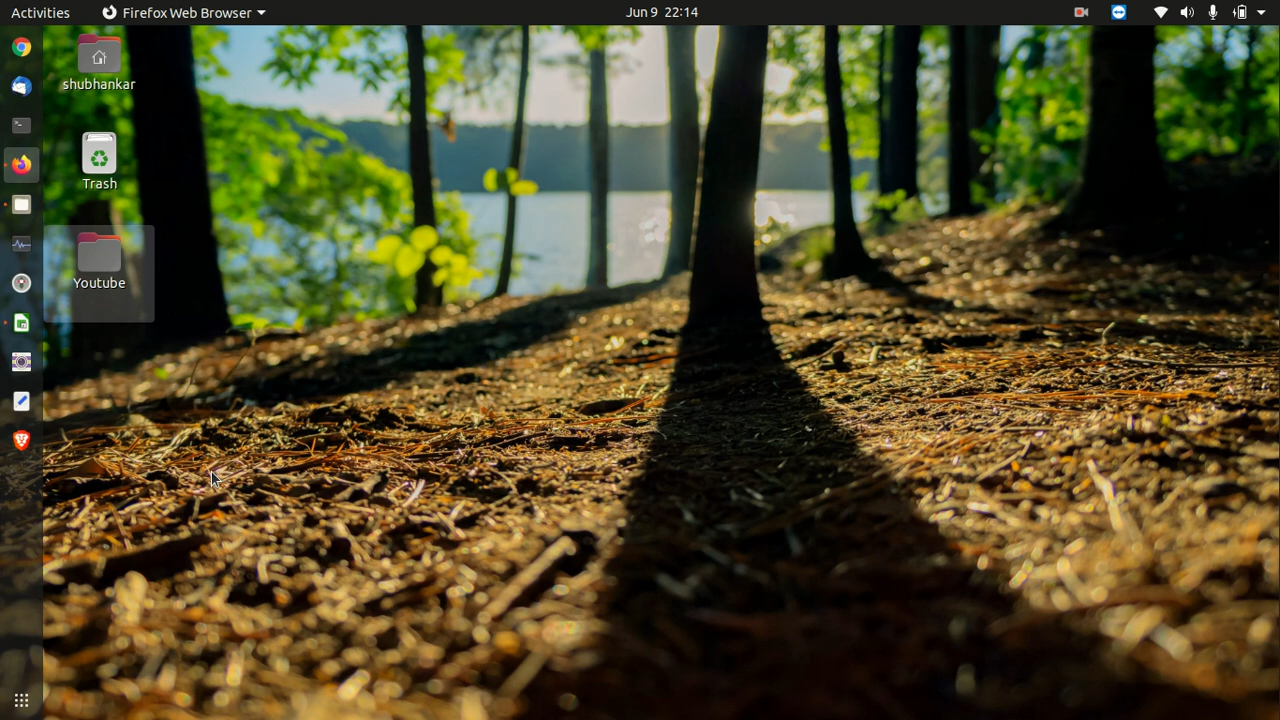 Activities
Firefox Web Browser
Jun 9 22:14
shubhankar
Trash
Youtube